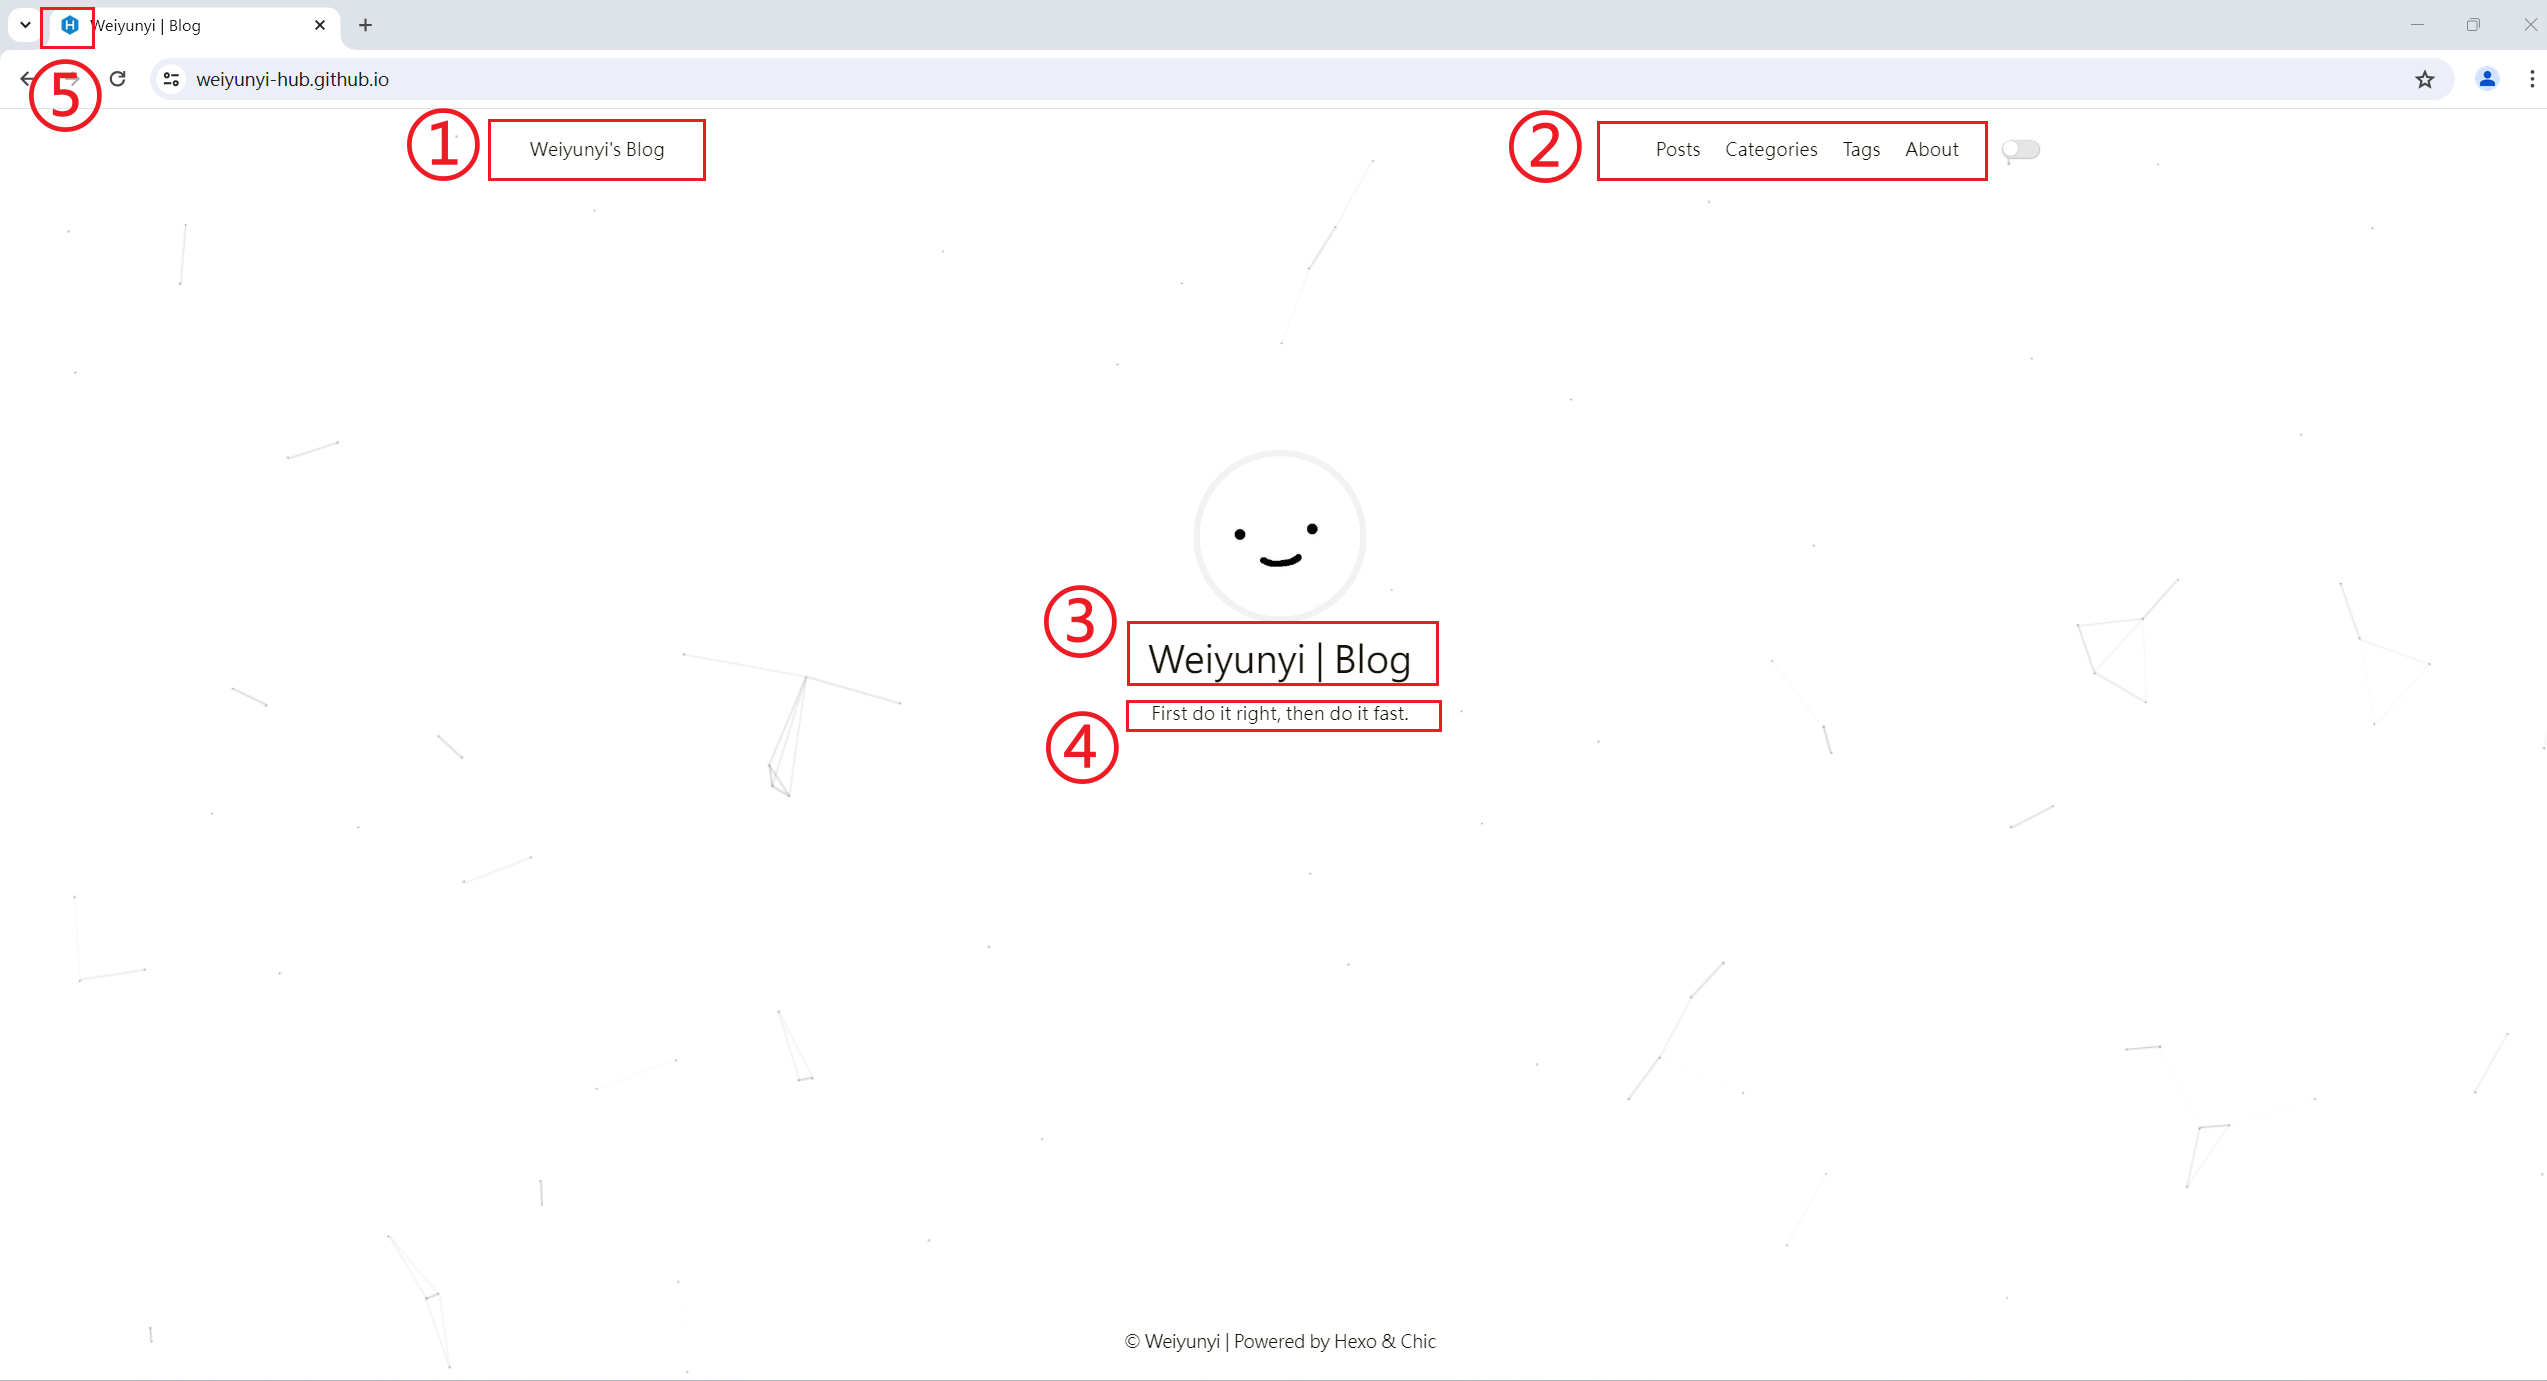 Weiyunyi | Blog
weiyunyi-hub.github.io
⑤
① Weiyunyi's Blog
② Posts Categories Tags About
③ Weiyunyi | Blog
④ First do it right, then do it fast.
© Weiyunyi | Powered by Hexo & Chic